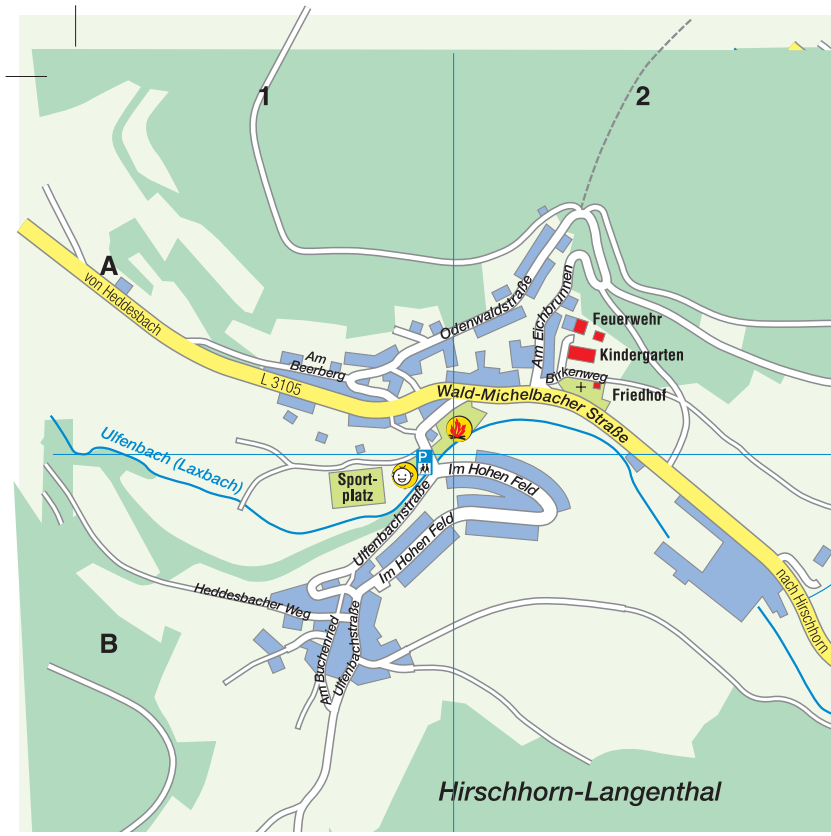 1
2
A
von Heddesbach
Odenwaldstraße
Am Eichbrunnen
Feuerwehr
Kindergarten
Am
Beerberg
Birkenweg
L 3105
Wald-Michelbacher Straße
Friedhof
Ulfenbach (Laxbach)
P
Sport-
platz
Im Hohen Feld
Ulfenbachstraße
Im Hohen Feld
Heddesbacher Weg
nach Hirschhorn
B
Am Buchenried
Ulfenbachstraße
Hirschhorn-Langenthal